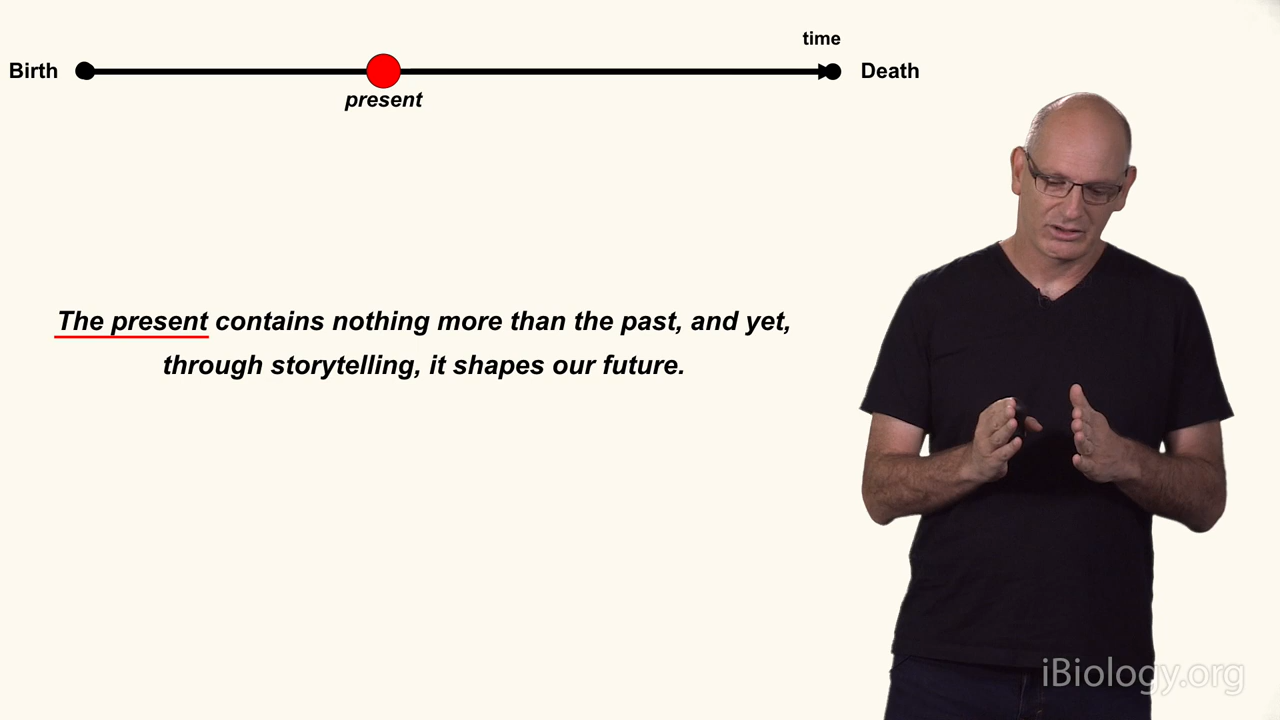 time
Birth
Death
present
The present contains nothing more than the past, and yet,
through storytelling, it shapes our future.
iBiology.org